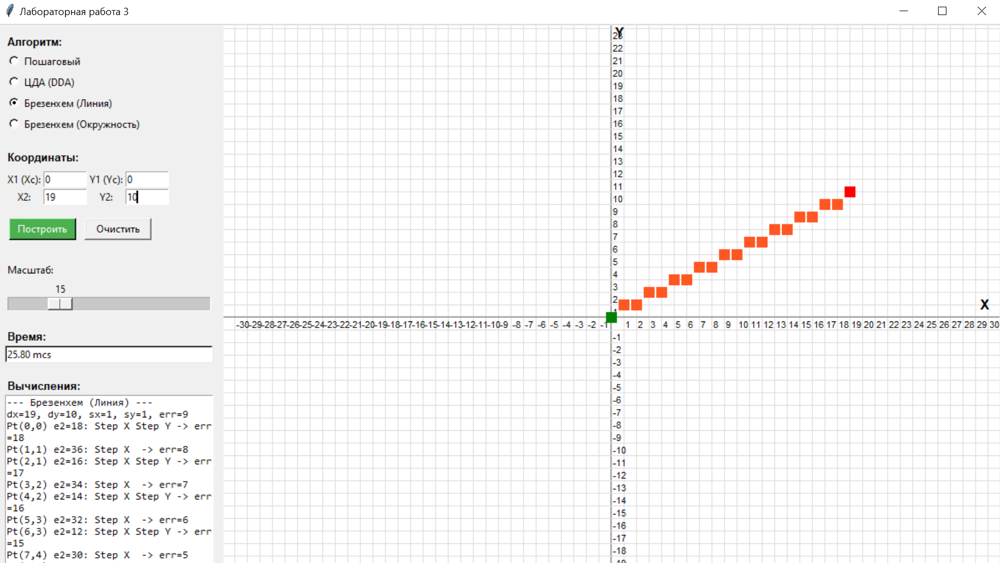 Лабораторная работа 3
Алгоритм:
Пошаговый
ЦДА (DDA)
Брезенхем (Линия)
Брезенхем (Окружность)
Координаты:
X1 (Xc): 0 Y1 (Yc): 0
X2: 19 Y2: 10
Построить Очистить
Масштаб:
15
Время:
25.80 mcs
Вычисления:
--- Брезенхем (Линия) ---
dx=19, dy=10, sx=1, sy=1, err=9
Pt(0,0) e2=18: Step X Step Y -> err
=18
Pt(1,1) e2=36: Step X  -> err=8
Pt(2,1) e2=16: Step X Step Y -> err
=17
Pt(3,2) e2=34: Step X  -> err=7
Pt(4,2) e2=14: Step X Step Y -> err
=16
Pt(5,3) e2=32: Step X  -> err=6
Pt(6,3) e2=12: Step X Step Y -> err
=15
Pt(7,4) e2=30: Step X  -> err=5
Y
23
22
21
20
19
18
17
16
15
14
13
12
11
10
9
8
7
6
5
4
3
2
1
X
-30 -29 -28 -27 -26 -25 -24 -23 -22 -21 -20 -19 -18 -17 -16 -15 -14 -13 -12 -11 -10 -9 -8 -7 -6 -5 -4 -3 -2 -1 1 2 3 4 5 6 7 8 9 10 11 12 13 14 15 16 17 18 19 20 21 22 23 24 25 26 27 28 29 30
-1
-2
-3
-4
-5
-6
-7
-8
-9
-10
-11
-12
-13
-14
-15
-16
-17
-18
-19